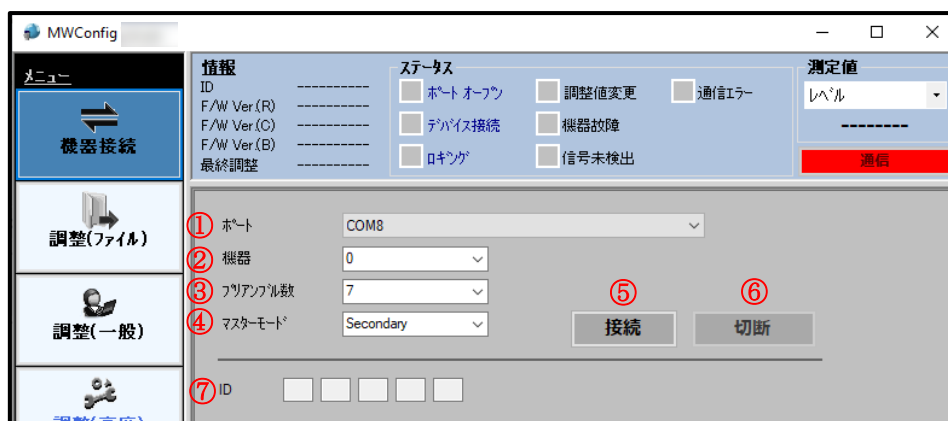 MWConfig
メニュー
機器接続
調整(ファイル)
調整(一般)
調整(高度)
情報
ID ----------
F/W Ver.(R) ----------
F/W Ver.(C) ----------
F/W Ver.(B) ----------
最終調整 ----------
ステータス
ポート オープン 調整値変更 通信エラー
デバイス接続 機器故障
ロギング 信号未検出
測定値
レベル
--------
通信
① ポート COM8
② 機器 0
③ プリアンブル数 7
④ マスターモード Secondary
⑤ ⑥
接続 切断
⑦ ID